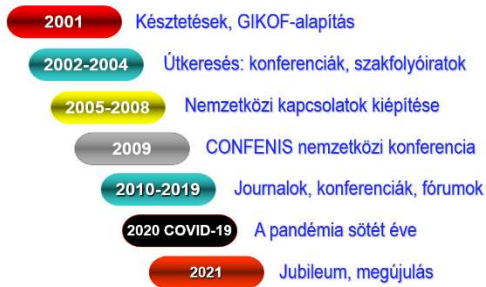 2001 Késztetések, GIKOF-alapítás
2002-2004 Útkeresés: konferenciák, szakfolyóiratok
2005-2008 Nemzetközi kapcsolatok kiépítése
2009 CONFENIS nemzetközi konferencia
2010-2019 Journalok, konferenciák, fórumok
2020 COVID-19 A pandémia sötét éve
2021 Jubileum, megújulás